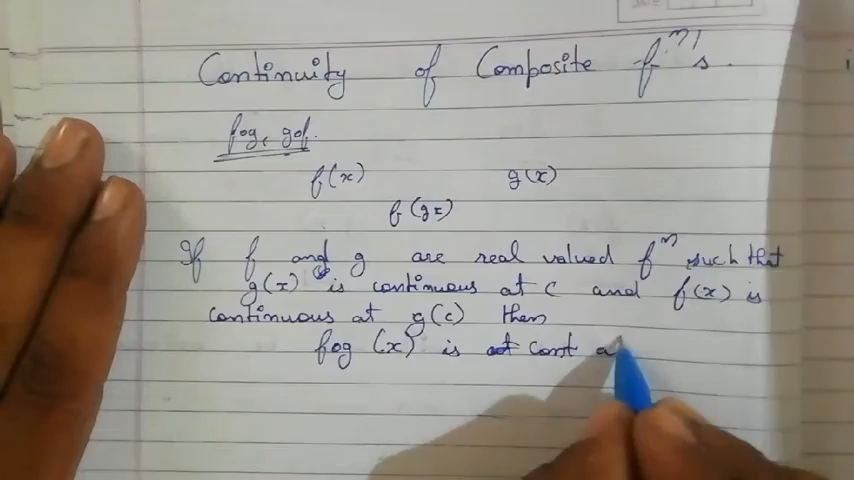 Continuity of Composite fⁿ's.
fog, gof.
f(x) g(x)
f(gx)
If f and g are real valued fⁿ such that
g(x) is continuous at c and f(x) is
continuous at g(c) then
fog (x) is cont a